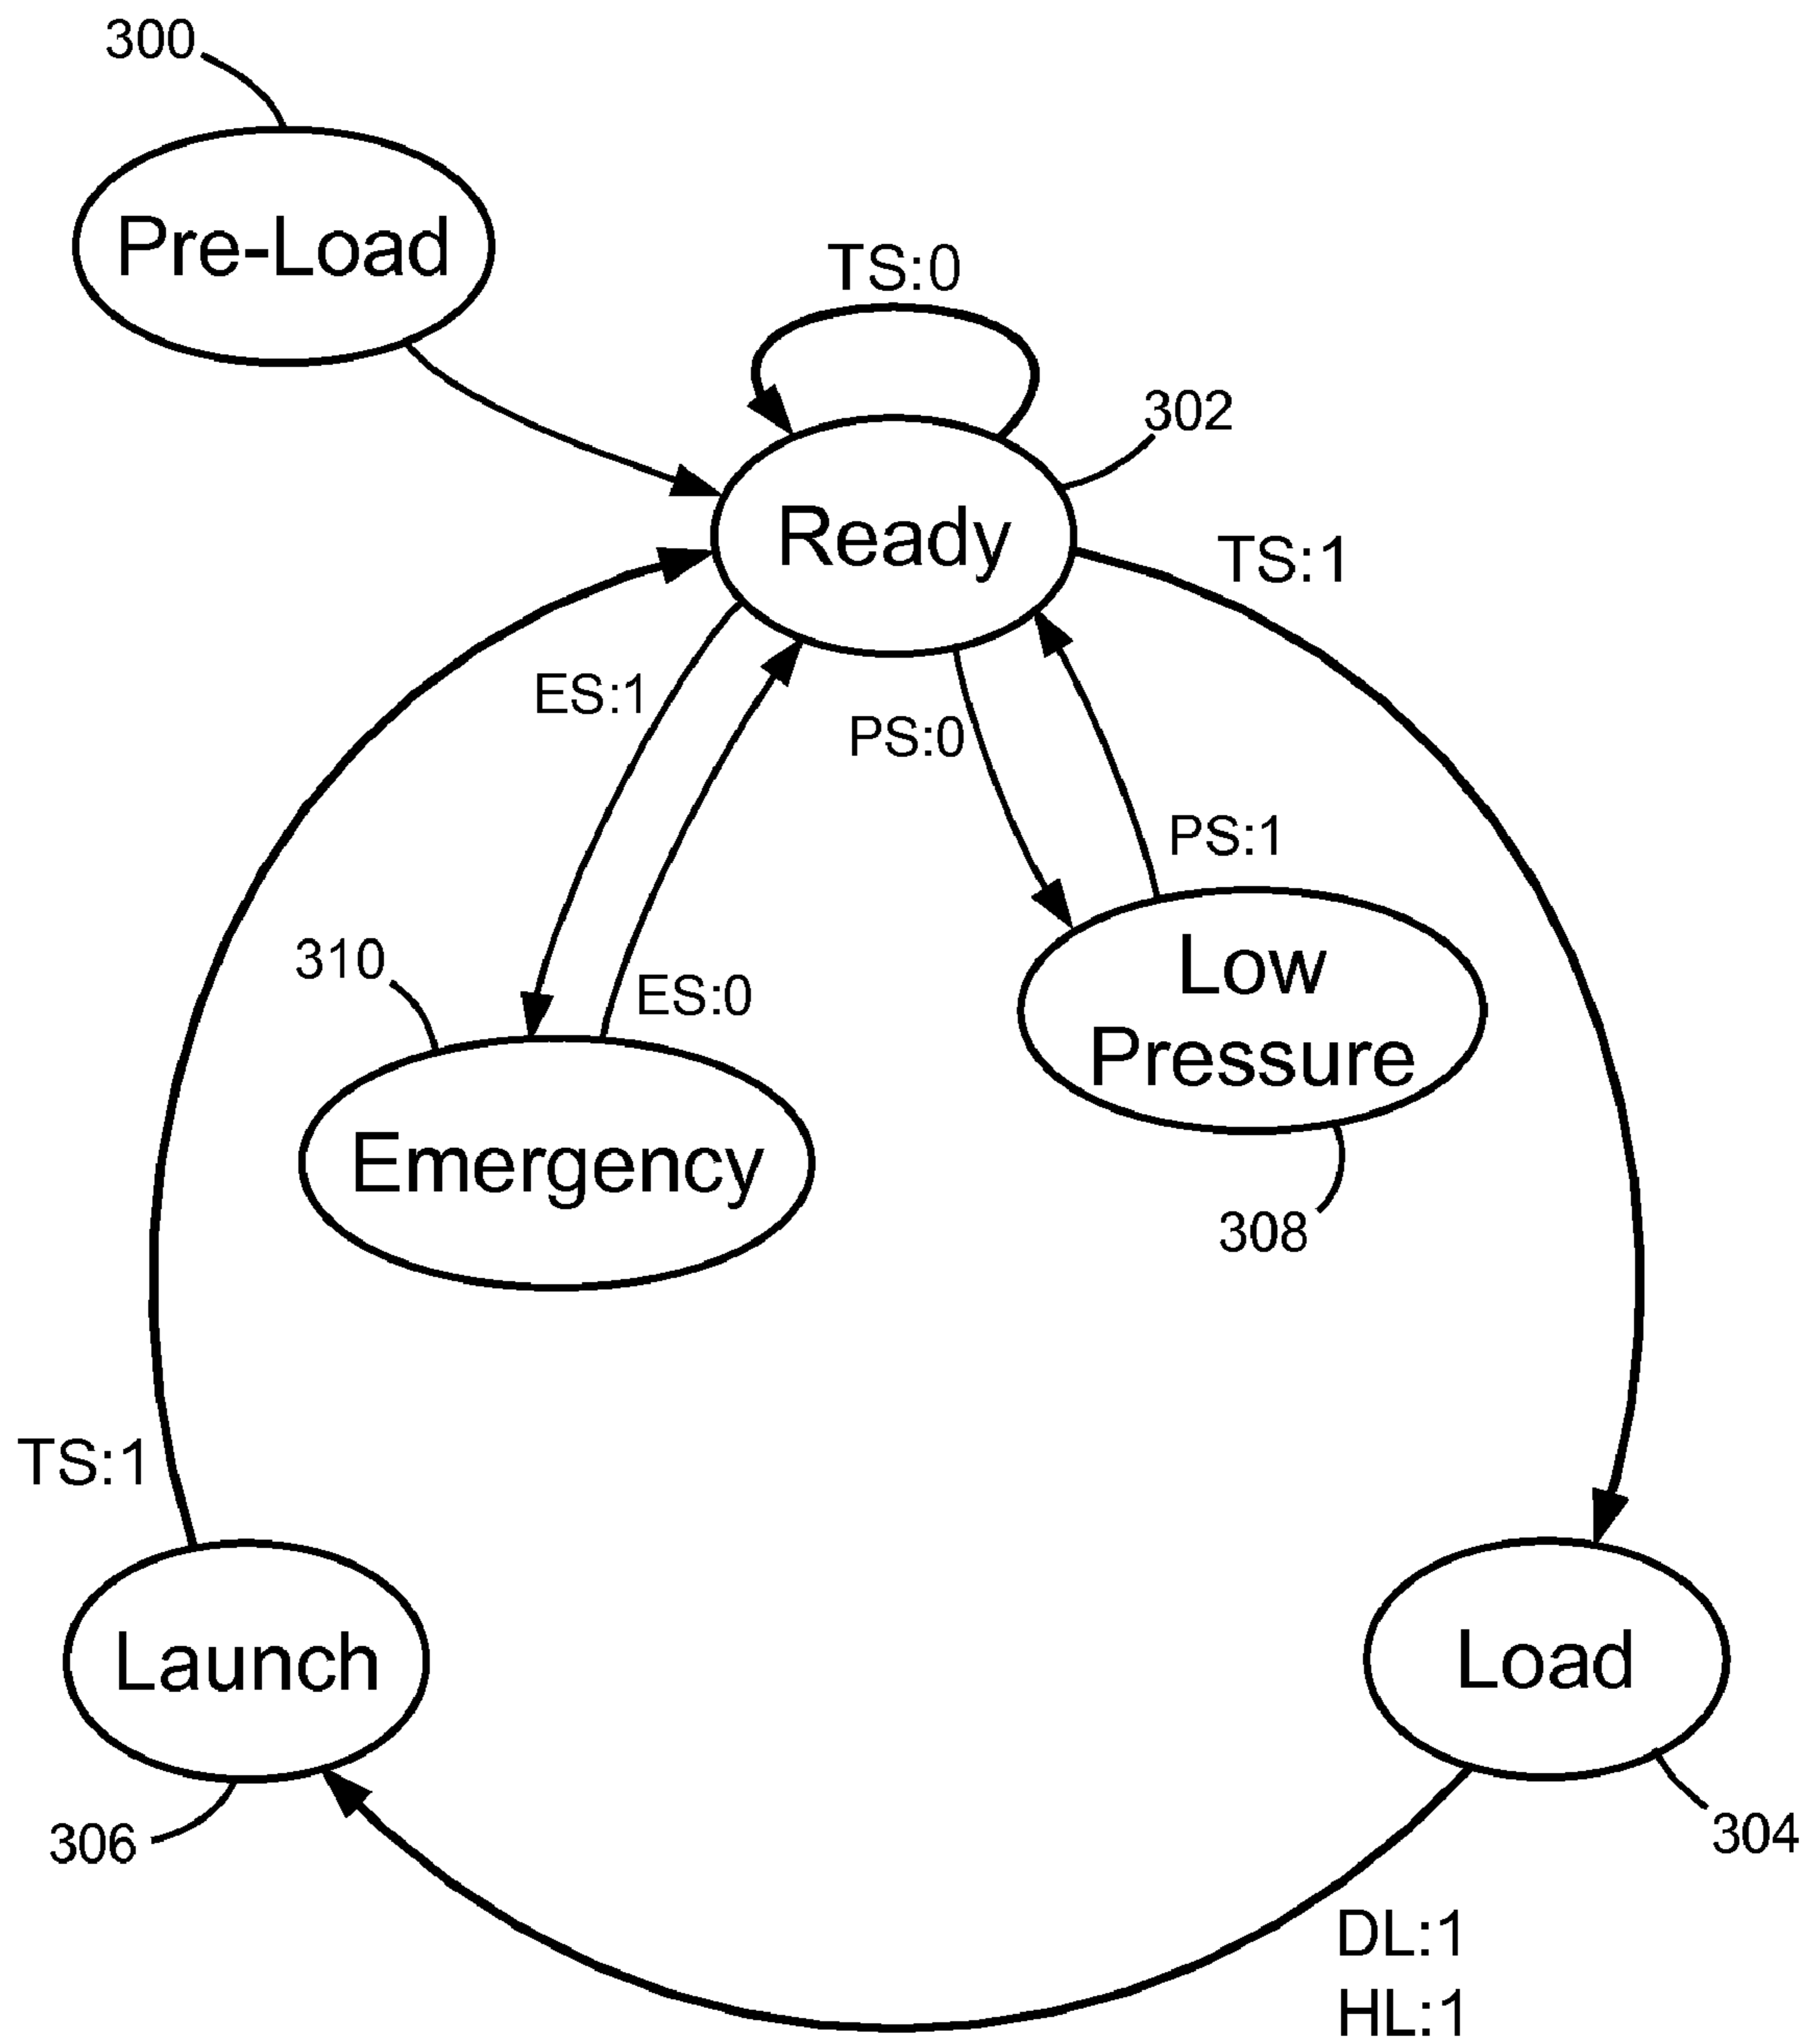 300
Pre-Load
TS:0
302
Ready
TS:1
ES:1
PS:0
PS:1
310
ES:0
Low
Pressure
Emergency
308
TS:1
Launch
Load
306
304
DL:1
HL:1